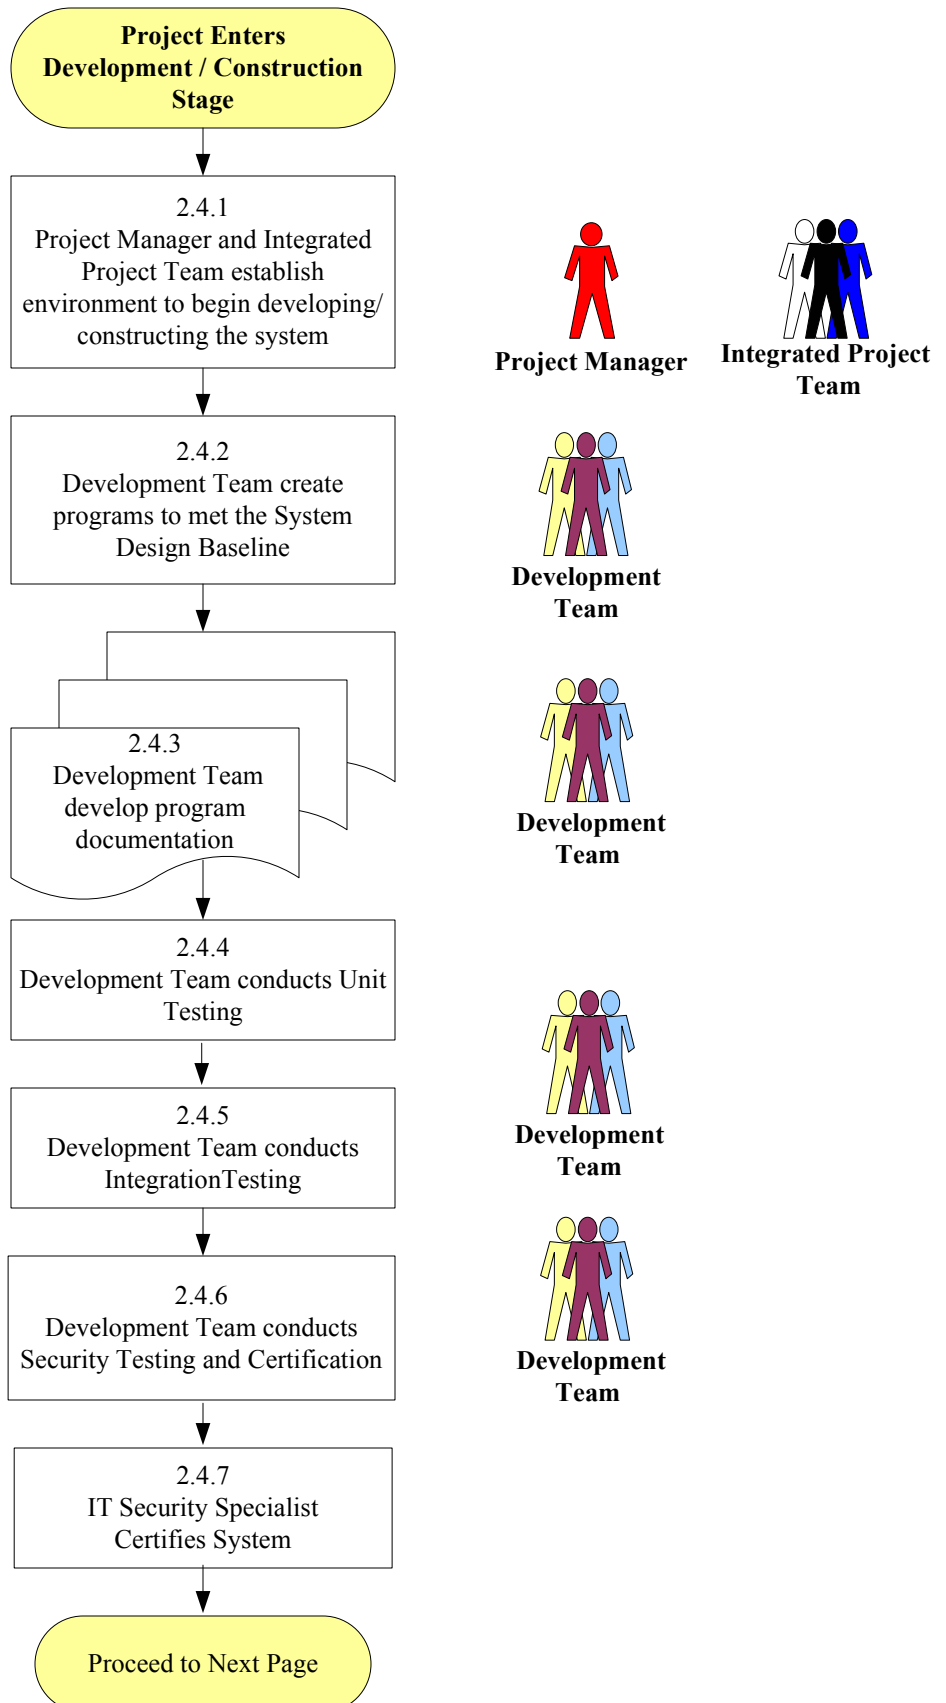 Project Enters
Development / Construction
Stage
2.4.1
Project Manager and Integrated
Project Team establish
environment to begin developing/
constructing the system
Project Manager
Integrated Project
Team
2.4.2
Development Team create
programs to met the System
Design Baseline
Development
Team
2.4.3
Development Team
develop program
documentation
Development
Team
2.4.4
Development Team conducts Unit
Testing
Development
Team
2.4.5
Development Team conducts
IntegrationTesting
2.4.6
Development Team conducts
Security Testing and Certification
Development
Team
2.4.7
IT Security Specialist
Certifies System
Proceed to Next Page